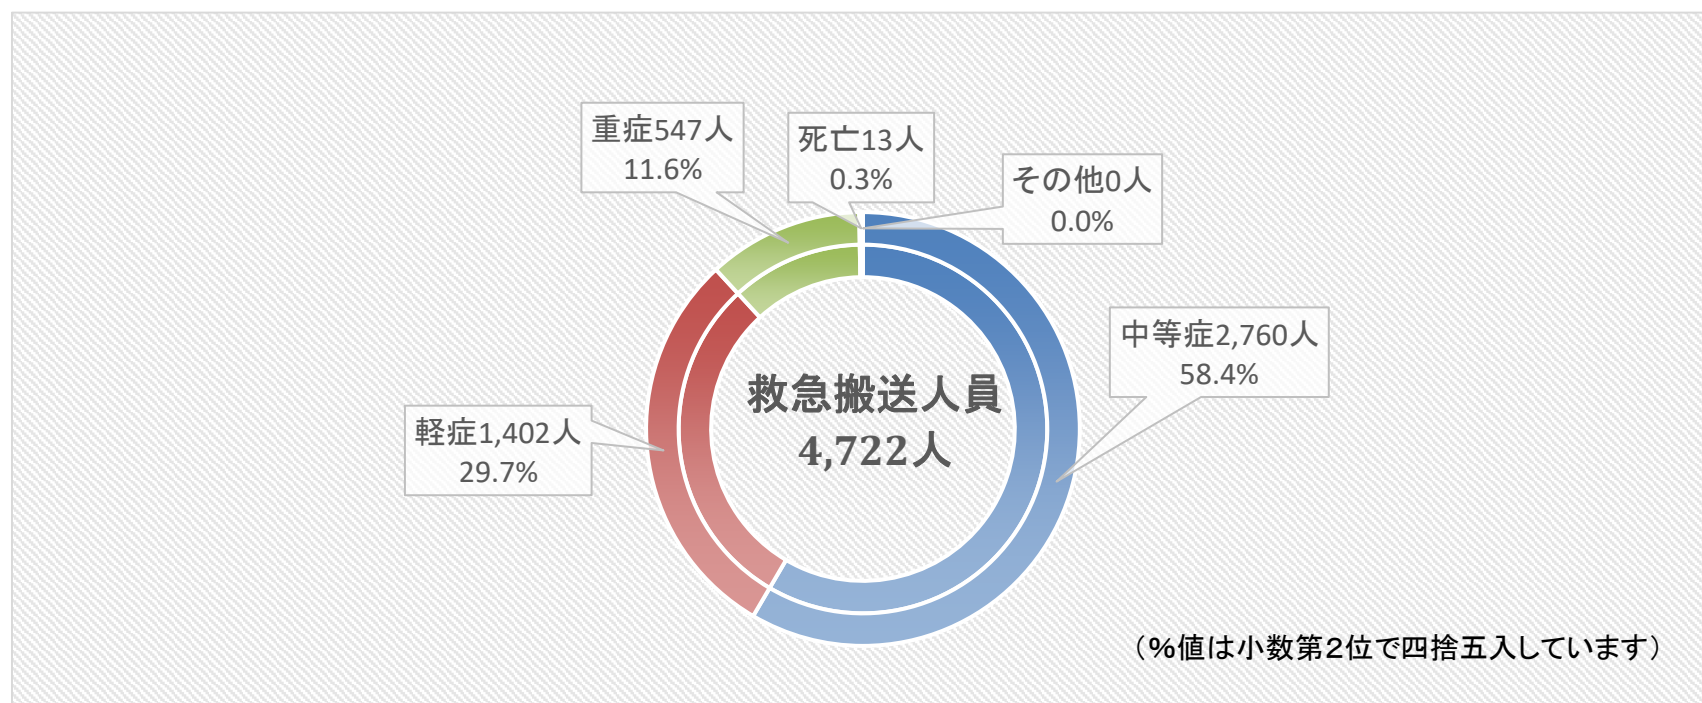 重症547人
11.6%
死亡13人
0.3%
その他0人
0.0%
中等症2,760人
58.4%
軽症1,402人
29.7%
救急搬送人員
4,722人
（％値は小数第２位で四捨五入しています）